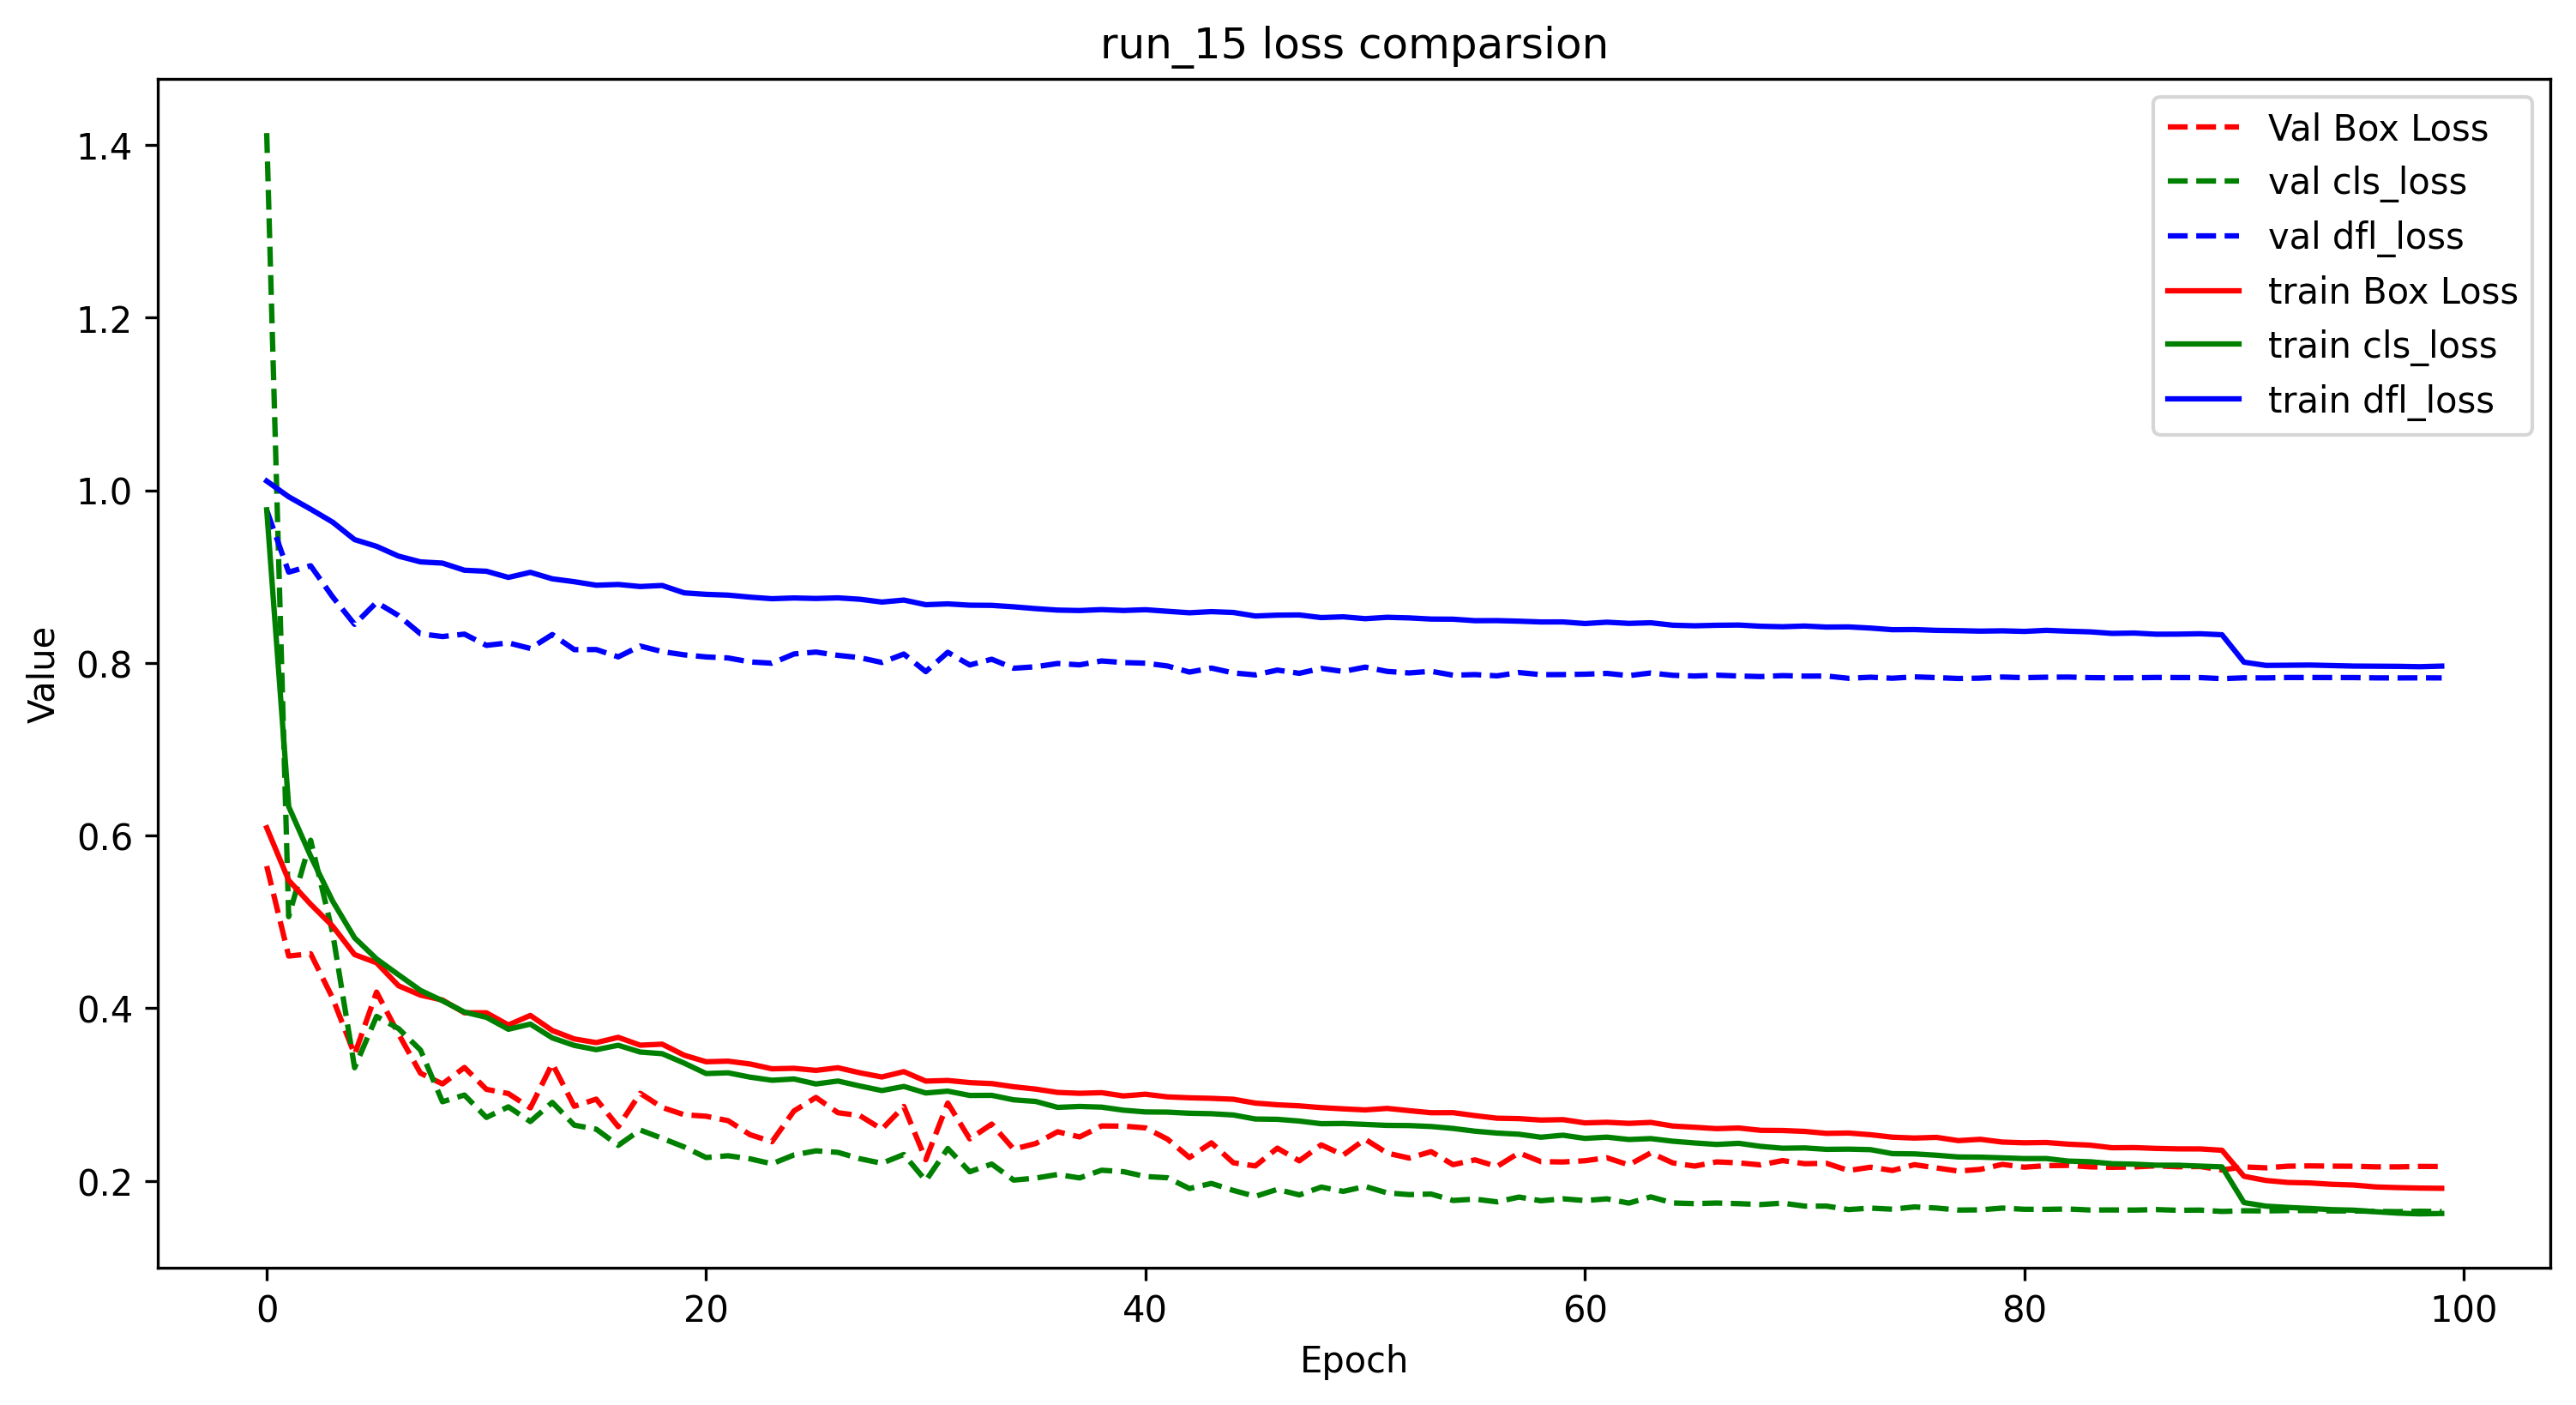 run_15 loss comparsion
Val Box Loss
val cls_loss
val dfl_loss
train Box Loss
train cls_loss
train dfl_loss
1.4
1.2
1.0
0.8
0.6
0.4
0.2
Value
0 20 40 60 80 100
Epoch